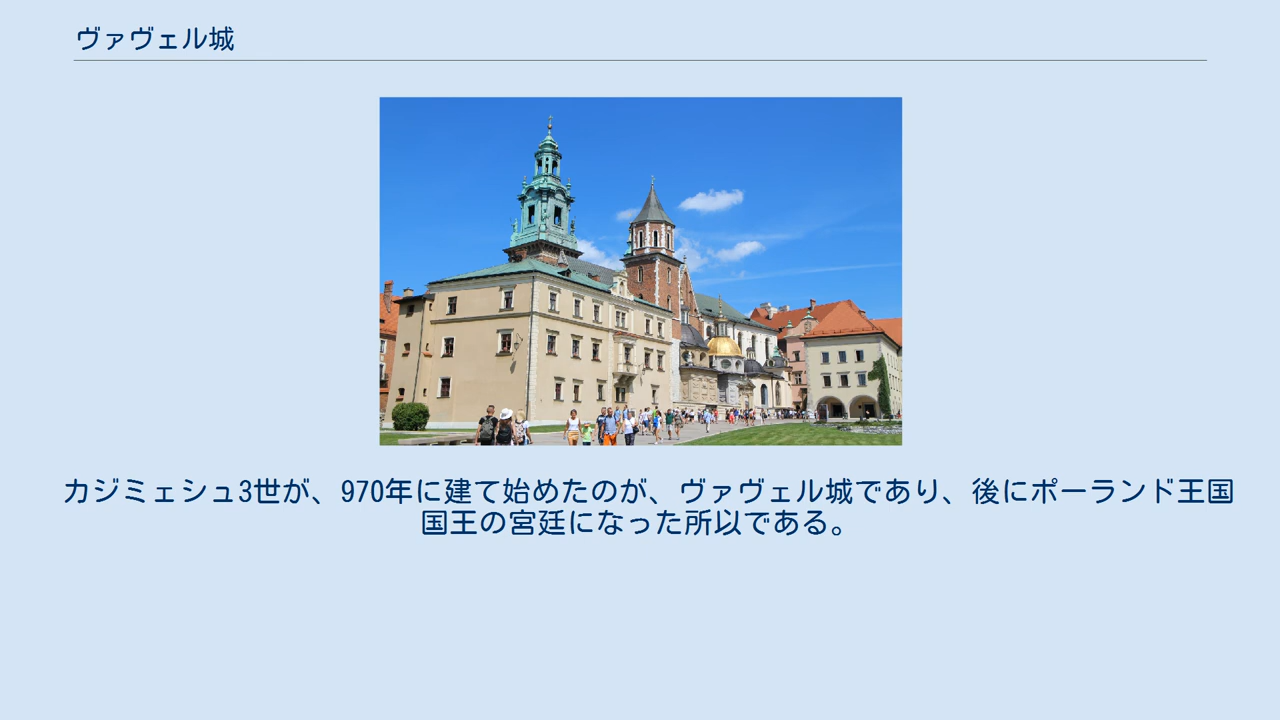 ヴァヴェル城
カジミェシュ3世が、970年に建て始めたのが、ヴァヴェル城であり、後にポーランド王国
国王の宮廷になった所以である。